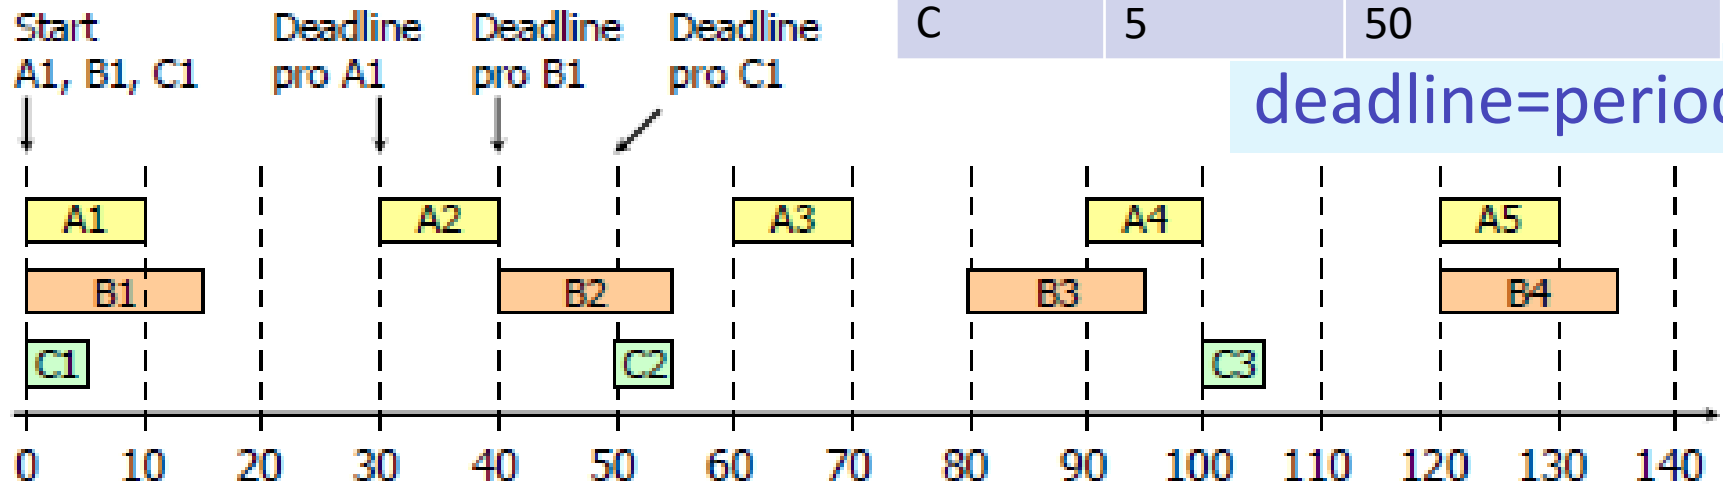 Start
A1, B1, C1
Deadline
pro A1
Deadline
pro B1
Deadline
pro C1
C 5 50
deadline=period
A1 A2 A3 A4 A5
B1 B2 B3 B4
C1 C2 C3
0 10 20 30 40 50 60 70 80 90 100 110 120 130 140